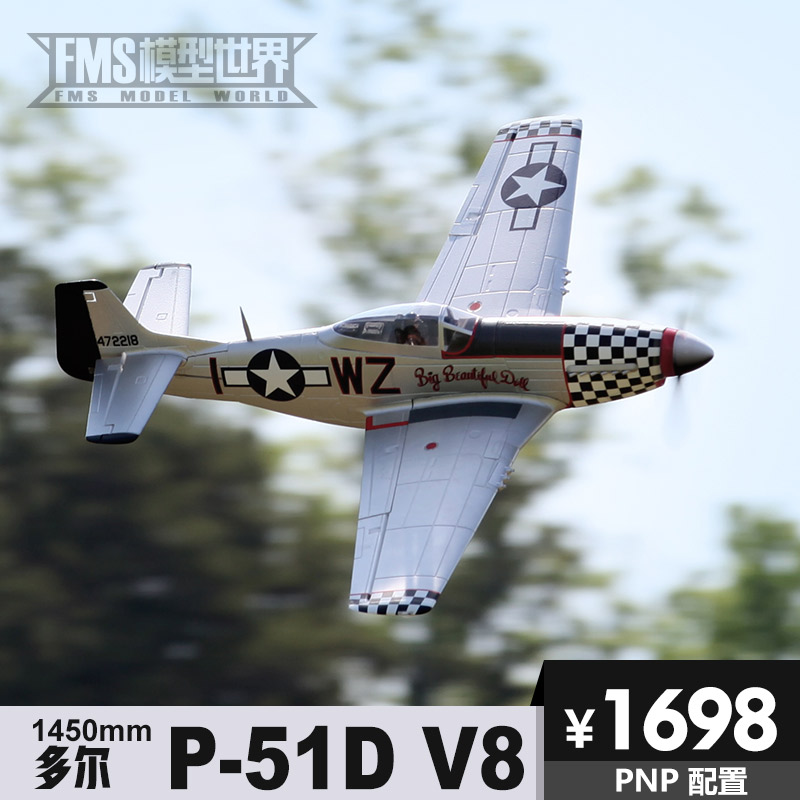 FMS模型世界
FMS MODEL WORLD
472218
I WZ
Big Beautiful Doll
1450mm
多尔
P-51D V8
¥1698
PNP 配置